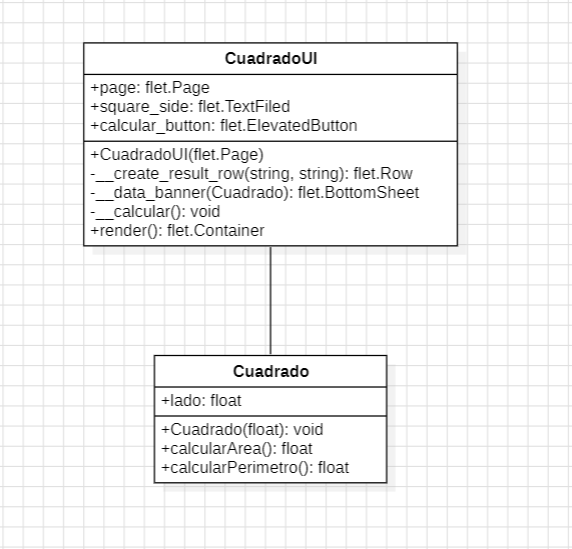 CuadradoUI
+page: flet.Page
+square_side: flet.TextFiled
+calcular_button: flet.ElevatedButton
+CuadradoUI(flet.Page)
-__create_result_row(string, string): flet.Row
-__data_banner(Cuadrado): flet.BottomSheet
-__calcular(): void
+render(): flet.Container
Cuadrado
+lado: float
+Cuadrado(float): void
+calcularArea(): float
+calcularPerimetro(): float